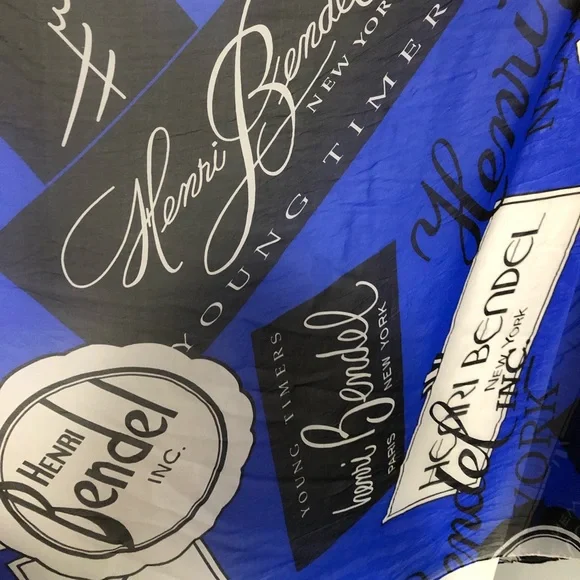 Henri Bendel
NEW YORK
YOUNG TIMERS
Henri
HENRI BENDEL
NEW YORK
INC.
YOUNG TIMERS
henri Bendel
NEW YORK
PARIS
HENRI
Bendel
INC.
YORK